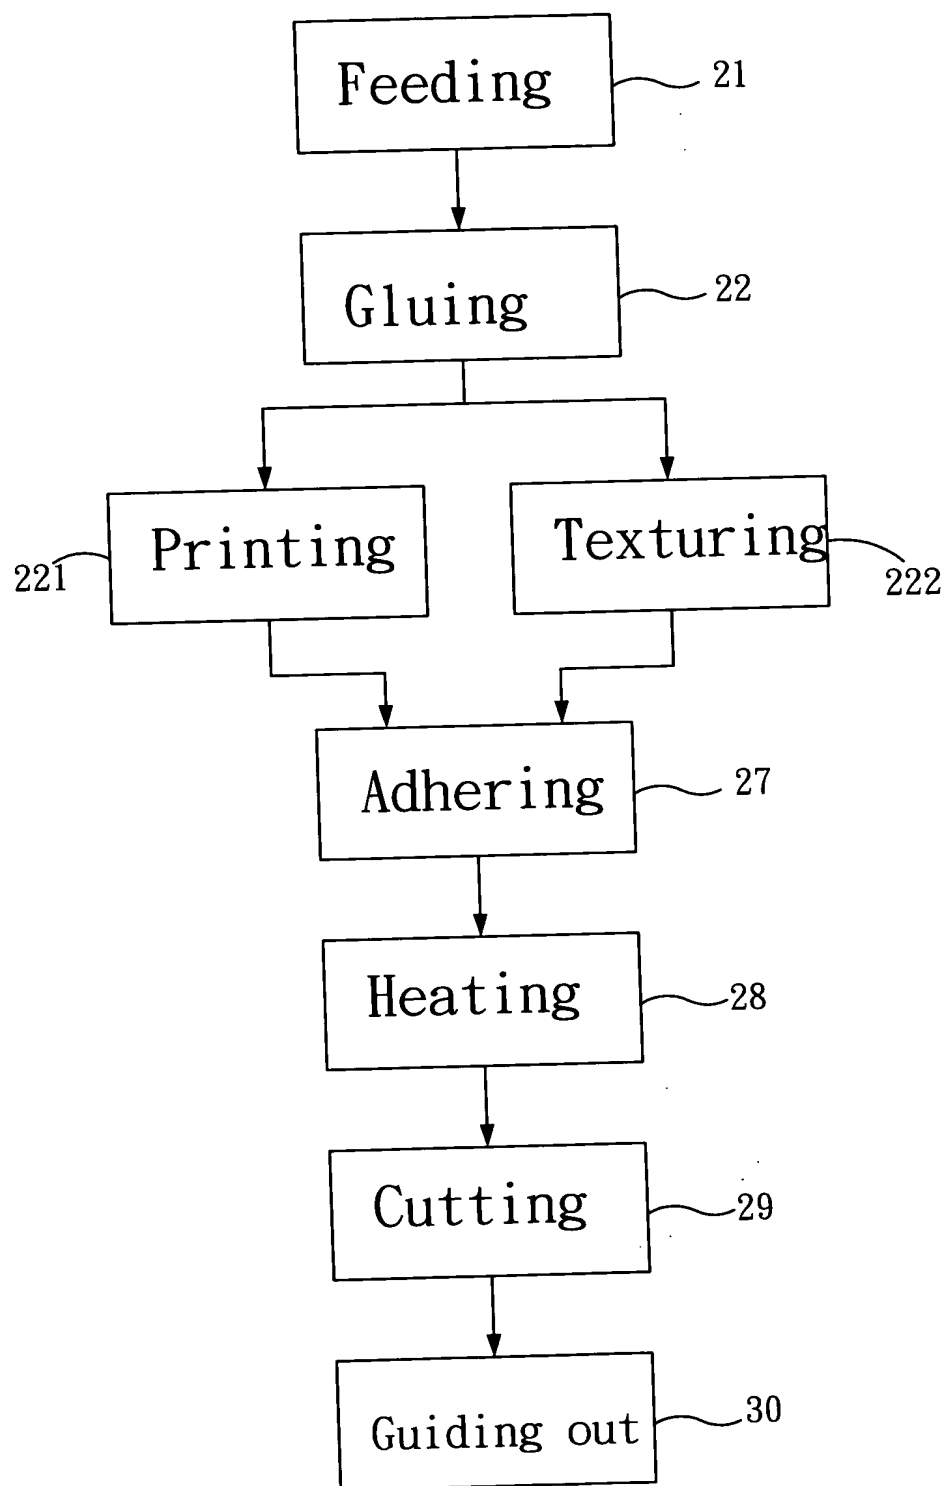 Feeding 21
Gluing 22
Printing Texturing
221 222
Adhering 27
Heating 28
Cutting 29
Guiding out 30